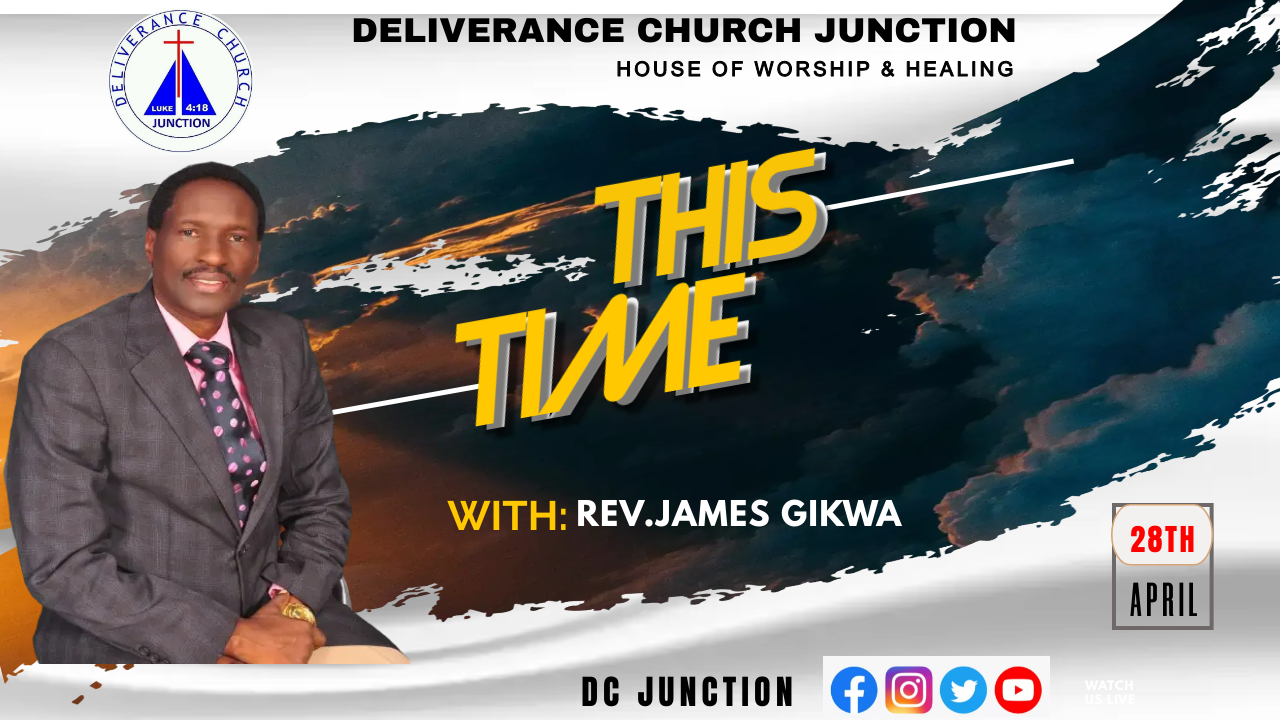 DELIVERANCE CHURCH
LUKE 4:18
JUNCTION
DELIVERANCE CHURCH JUNCTION
HOUSE OF WORSHIP & HEALING
THIS
TIME
WITH: REV.JAMES GIKWA
28TH
APRIL
DC JUNCTION
WATCH
US LIVE